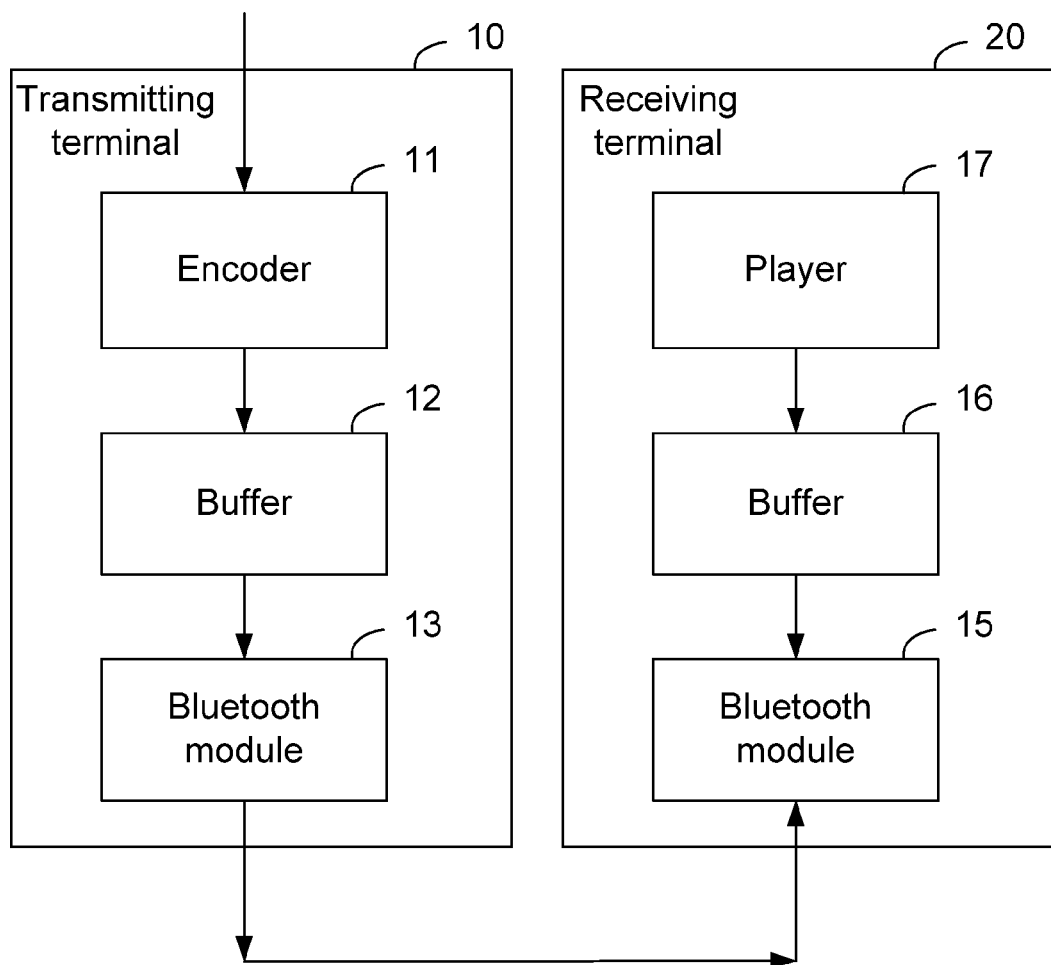 10
Transmitting
terminal
11
Encoder
12
Buffer
13
Bluetooth
module
20
Receiving
terminal
17
Player
16
Buffer
15
Bluetooth
module